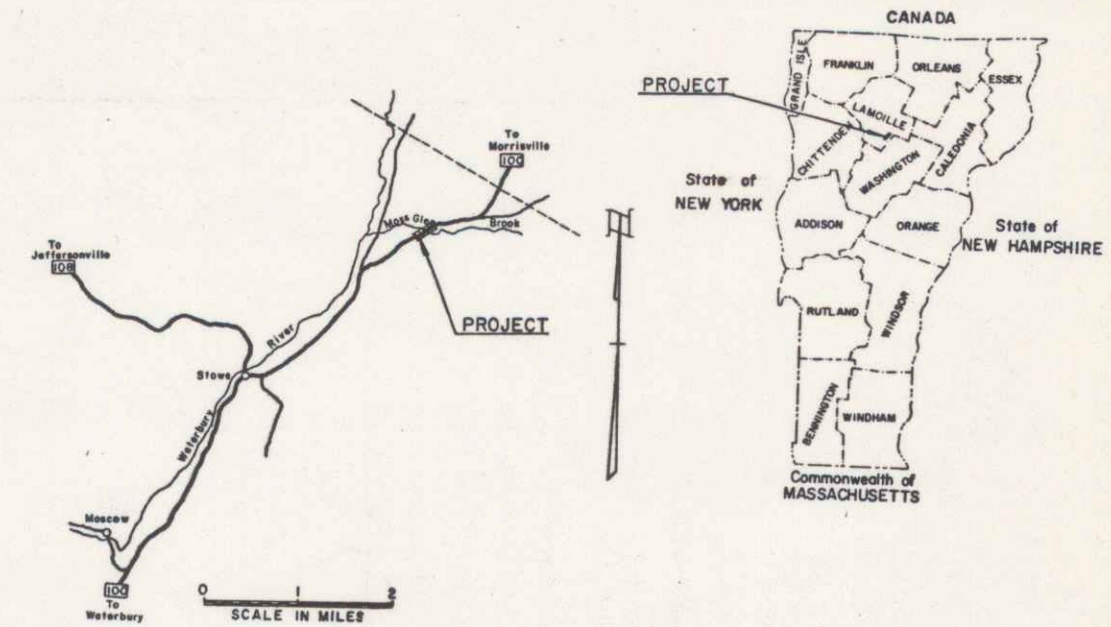 To
Morrisville
100
Moss Glen
Brook
To
Jeffersonville
108
PROJECT
River
Stowe
Waterbury
Moscow
100
To
Waterbury
0 1 2
SCALE IN MILES
CANADA
GRAND ISLE
FRANKLIN
ORLEANS
ESSEX
PROJECT
LAMOILLE
CHITTENDEN
WASHINGTON
CALEDONIA
State of
NEW YORK
ADDISON
ORANGE
State of
NEW HAMPSHIRE
RUTLAND
WINDSOR
BENNINGTON
WINDHAM
Commonwealth of
MASSACHUSETTS